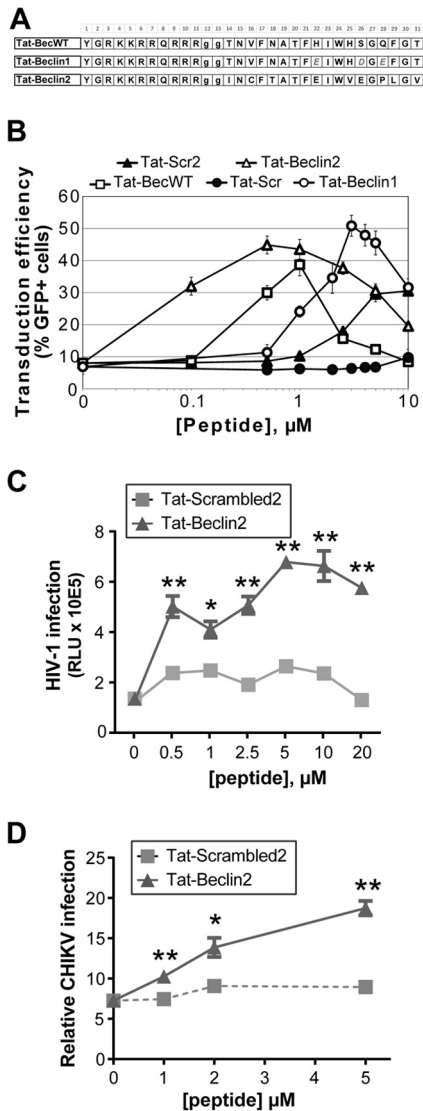 A
1 2 3 4 5 6 7 8 9 10 11 12 13 14 15 16 17 18 19 20 21 22 23 24 25 26 27 28 29 30 31
Tat-BecWT Y G R K K R R Q R R R g g T N V F N A T F H I W H S G Q F G T
Tat-Beclin1 Y G R K K R R Q R R R g g T N V F N A T F E I W H D G E F G T
Tat-Beclin2 Y G R K K R R Q R R R g g I N C F T A T F E I W V E G P L G V
B
Tat-Scr2 Tat-Beclin2
Tat-BecWT Tat-Scr Tat-Beclin1
Transduction efficiency
(% GFP+ cells)
60
50
40
30
20
10
0
0 0.1 1 10
[Peptide], µM
C
Tat-Scrambled2
Tat-Beclin2
HIV-1 infection
(RLU x 10E5)
8
6
4
2
0
** * ** ** ** **
0 0.5 1 2.5 5 10 20
[peptide], µM
D
Tat-Scrambled2
Tat-Beclin2
Relative CHIKV infection
25
20
15
10
5
0
** * **
0 1 2 3 4 5
[peptide] µM